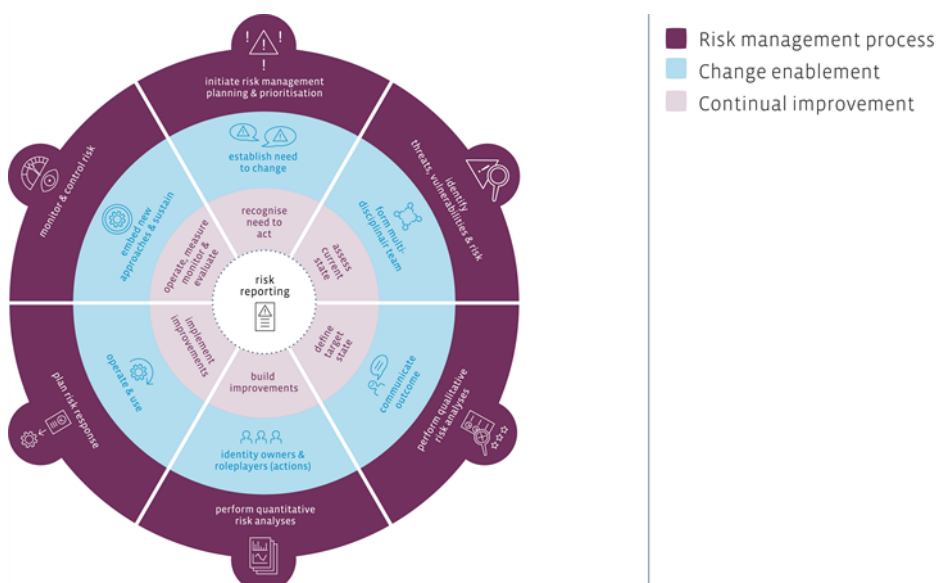 ! ! !
initiate risk management
planning & prioritisation
identify
threats, vulnerabilities & risk
perform qualitative
risk analyses
perform quantitative
risk analyses
plan risk response
monitor & control risk
establish need
to change
form multi-
disciplinair team
communicate
outcome
identity owners &
roleplayers (actions)
operate & use
embed new
approaches & sustain
recognise
need to
act
assess
current
state
define
target
state
build
improvements
implement
improvements
operate, measure
monitor &
evaluate
risk
reporting
Risk management process
Change enablement
Continual improvement